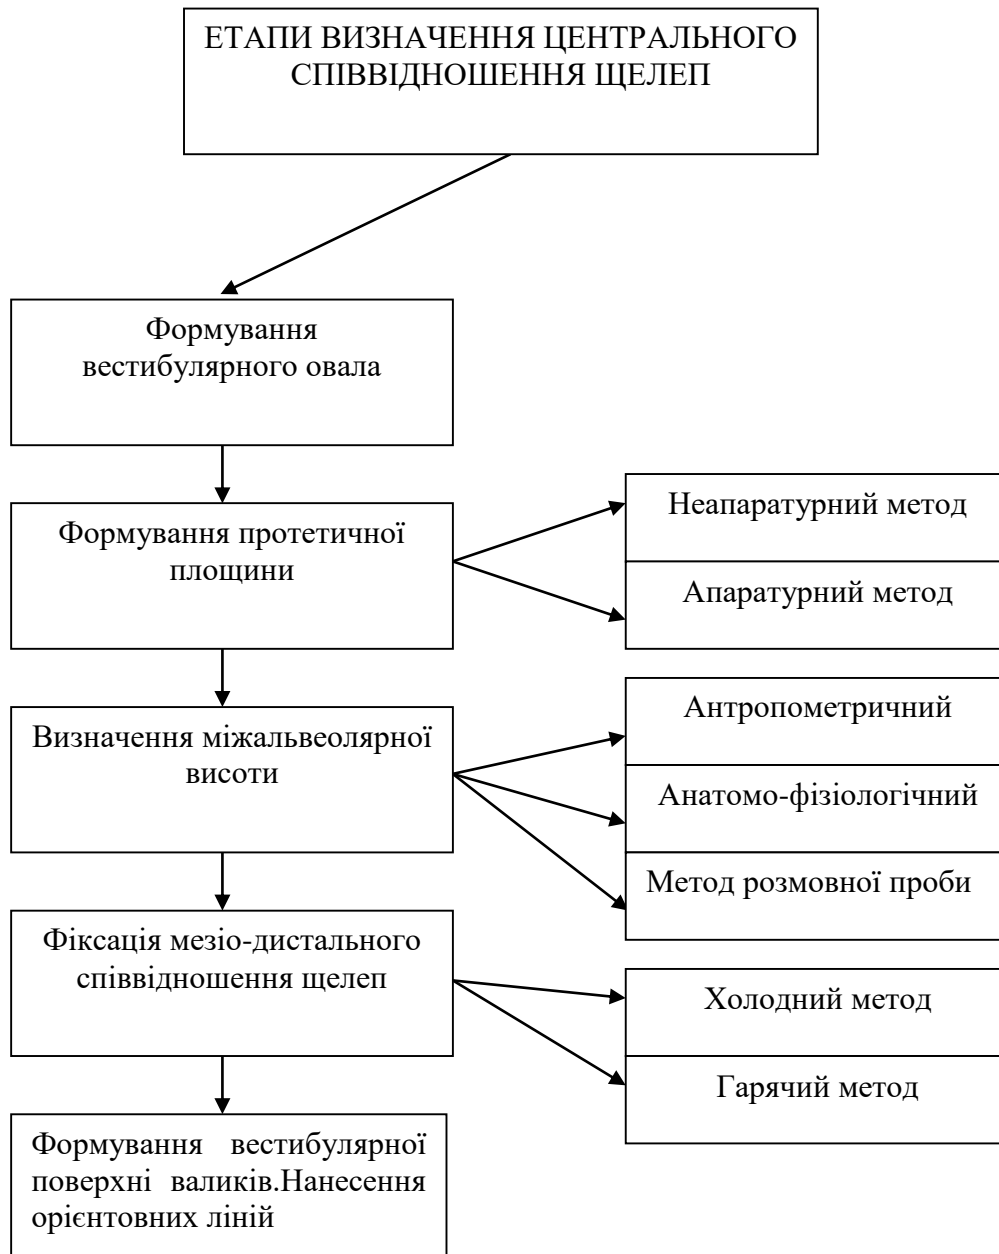 ЕТАПИ ВИЗНАЧЕННЯ ЦЕНТРАЛЬНОГО
СПІВВІДНОШЕННЯ ЩЕЛЕП
Формування
вестибулярного овала
Формування протетичної
площини
Неапаратурний метод
Апаратурний метод
Визначення міжальвеолярної
висоти
Антропометричний
Анатомо-фізіологічний
Метод розмовної проби
Фіксація мезіо-дистального
співвідношення щелеп
Холодний метод
Гарячий метод
Формування вестибулярної
поверхні валиків.Нанесення
орієнтовних ліній